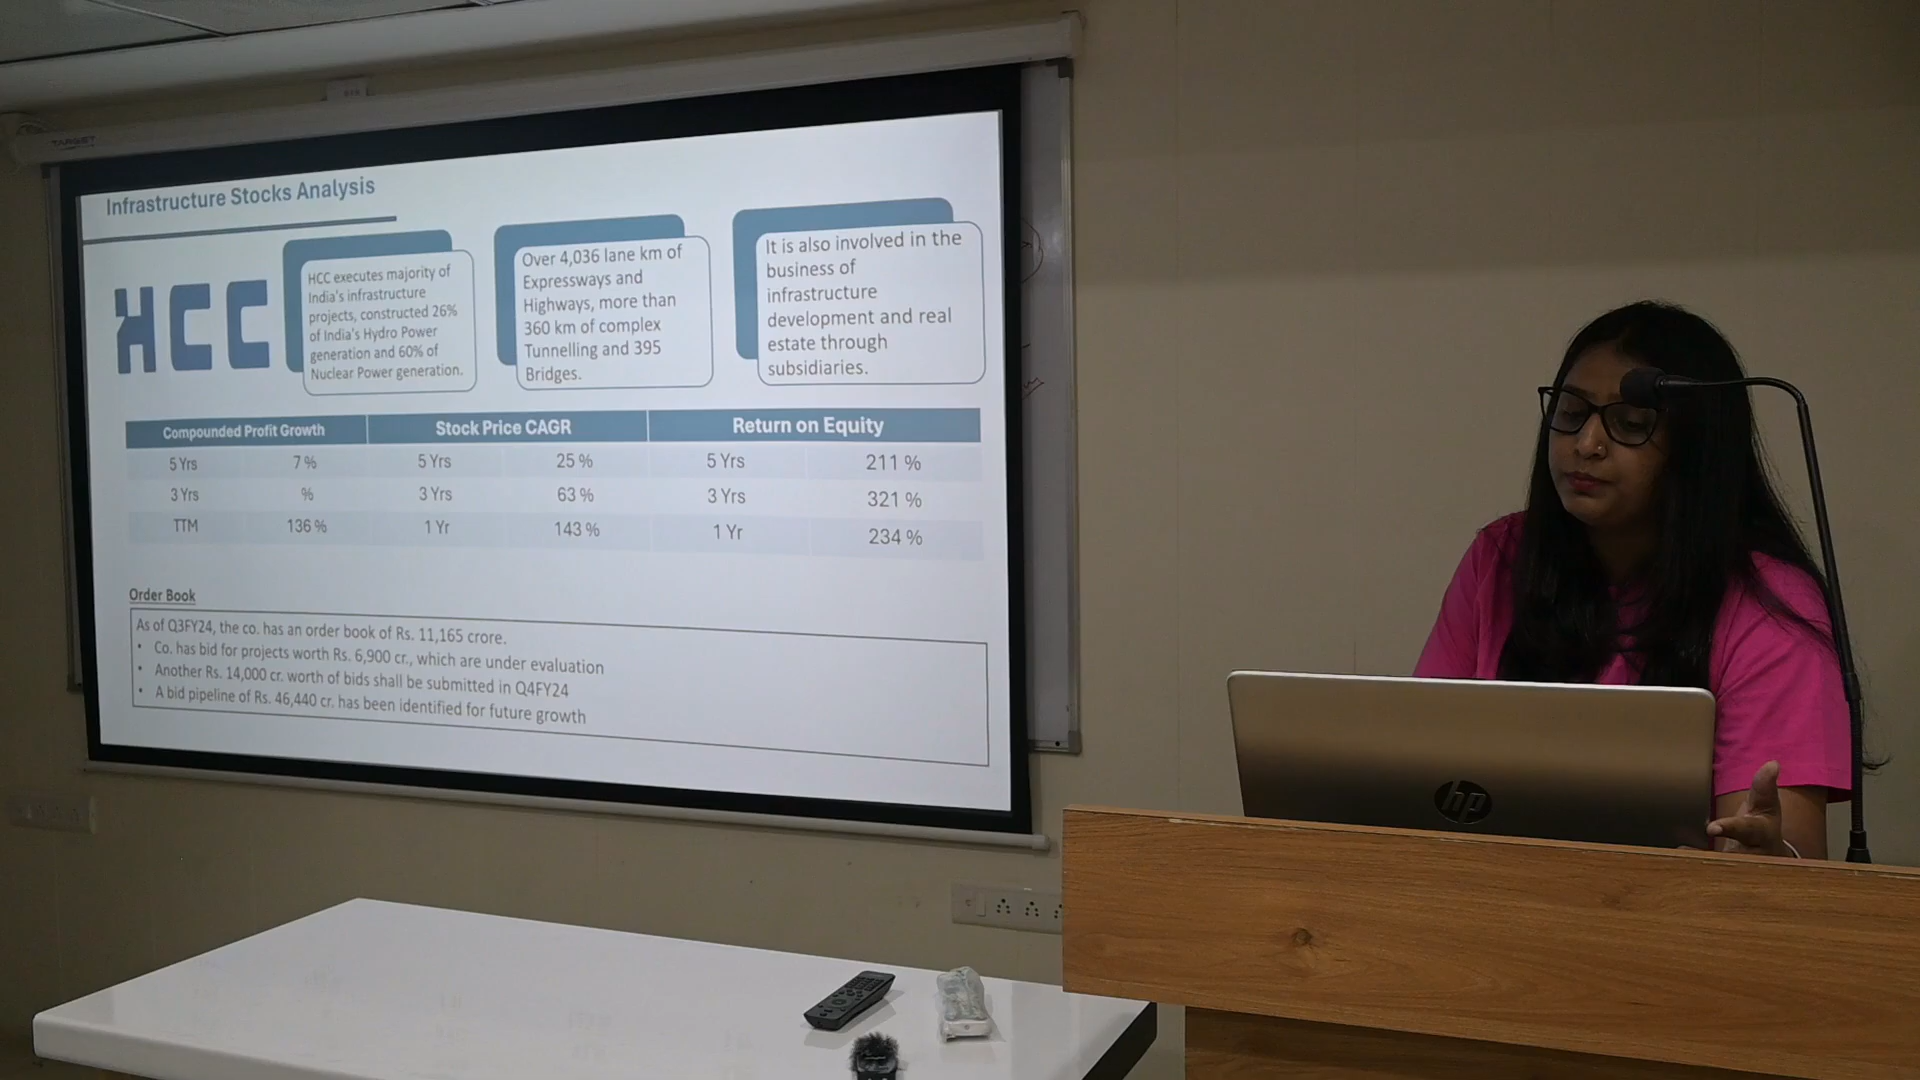 TARGET
Infrastructure Stocks Analysis
HCC
HCC executes majority of
India's infrastructure
projects, constructed 26%
of India's Hydro Power
generation and 60% of
Nuclear Power generation.
Over 4,036 lane km of
Expressways and
Highways, more than
360 km of complex
Tunnelling and 395
Bridges.
It is also involved in the
business of
infrastructure
development and real
estate through
subsidiaries.
Compounded Profit Growth Stock Price CAGR Return on Equity
5 Yrs 7 % 5 Yrs 25 % 5 Yrs 211 %
3 Yrs % 3 Yrs 63 % 3 Yrs 321 %
TTM 136 % 1 Yr 143 % 1 Yr 234 %
Order Book
As of Q3FY24, the co. has an order book of Rs. 11,165 crore.
• Co. has bid for projects worth Rs. 6,900 cr., which are under evaluation
• Another Rs. 14,000 cr. worth of bids shall be submitted in Q4FY24
• A bid pipeline of Rs. 46,440 cr. has been identified for future growth
hp